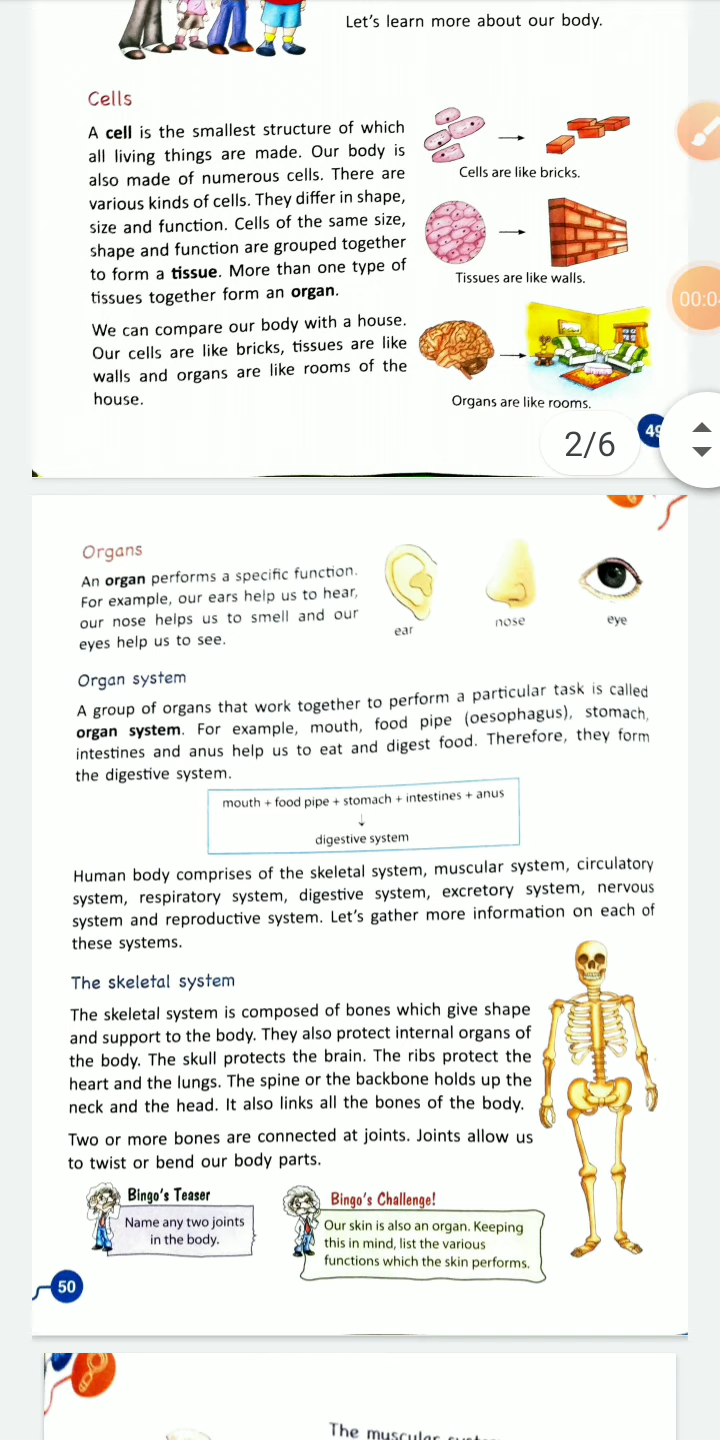 Let's learn more about our body.
Cells
A cell is the smallest structure of which
all living things are made. Our body is
also made of numerous cells. There are
various kinds of cells. They differ in shape,
size and function. Cells of the same size,
shape and function are grouped together
to form a tissue. More than one type of
tissues together form an organ.
We can compare our body with a house.
Our cells are like bricks, tissues are like
walls and organs are like rooms of the
house.
Cells are like bricks.
Tissues are like walls.
Organs are like rooms.
00:0
2/6
49
Organs
An organ performs a specific function.
For example, our ears help us to hear,
our nose helps us to smell and our
eyes help us to see.
ear
nose
eye
Organ system
A group of organs that work together to perform a particular task is called
organ system. For example, mouth, food pipe (oesophagus), stomach,
intestines and anus help us to eat and digest food. Therefore, they form
the digestive system.
mouth + food pipe + stomach + intestines + anus
↓
digestive system
Human body comprises of the skeletal system, muscular system, circulatory
system, respiratory system, digestive system, excretory system, nervous
system and reproductive system. Let's gather more information on each of
these systems.
The skeletal system
The skeletal system is composed of bones which give shape
and support to the body. They also protect internal organs of
the body. The skull protects the brain. The ribs protect the
heart and the lungs. The spine or the backbone holds up the
neck and the head. It also links all the bones of the body.
Two or more bones are connected at joints. Joints allow us
to twist or bend our body parts.
Bingo's Teaser
Name any two joints
in the body.
Bingo's Challenge!
Our skin is also an organ. Keeping
this in mind, list the various
functions which the skin performs.
50
The muscular system